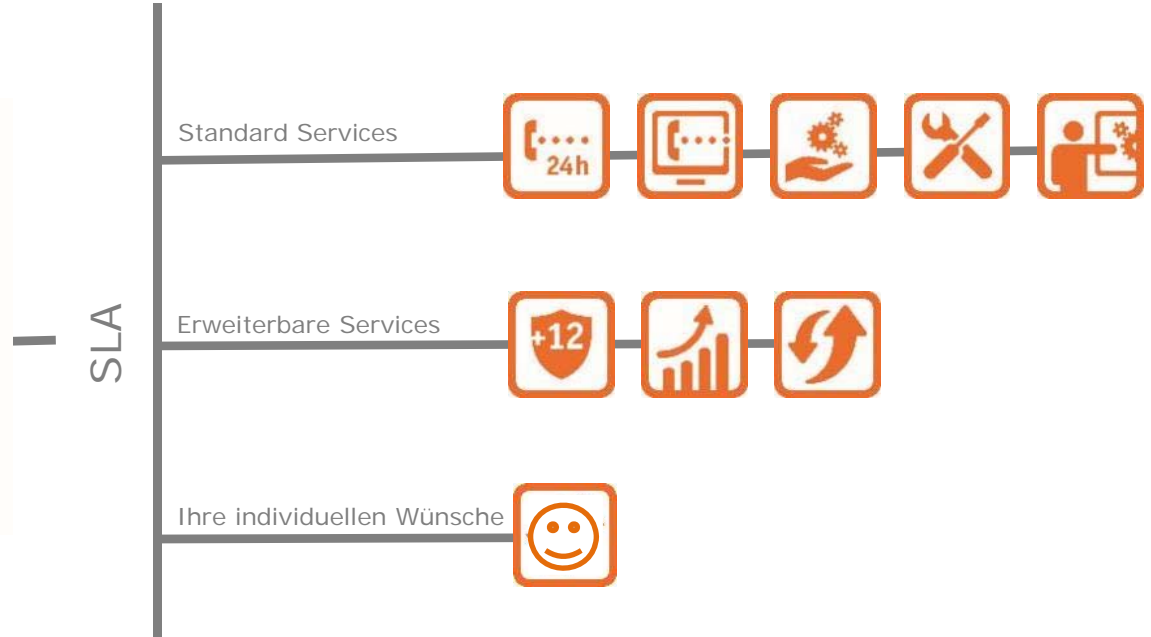 Standard Services
24h
SLA
Erweiterbare Services
+12
Ihre individuellen Wünsche